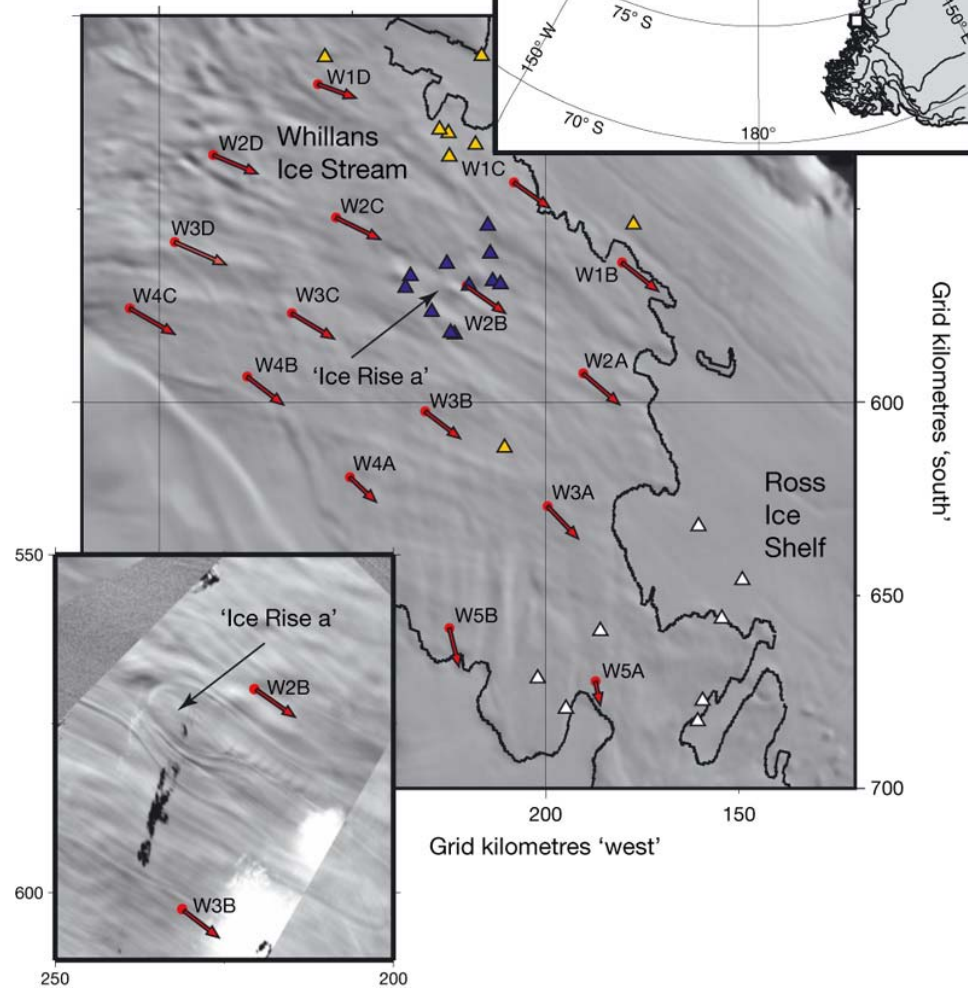 75° S
150° W
150° E
70° S
180°
W1D
Whillans
Ice Stream
W2D
W1C
W2C
W3D
W1B
W4C
W3C
W2B
‘Ice Rise a’
W2A
W4B
W3B
600
W4A
W3A
Ross
Ice
Shelf
Grid kilometres ‘south’
550
650
‘Ice Rise a’
W5B
W2B
W5A
700
200
150
Grid kilometres ‘west’
600
W3B
250
200